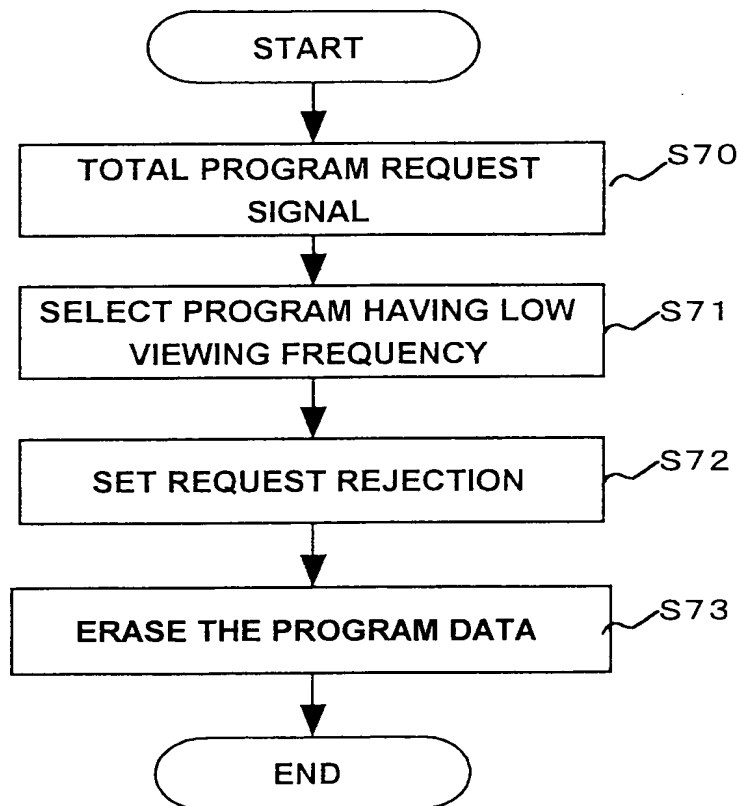 START
TOTAL PROGRAM REQUEST
SIGNAL
S70
SELECT PROGRAM HAVING LOW
VIEWING FREQUENCY
S71
SET REQUEST REJECTION
S72
ERASE THE PROGRAM DATA
S73
END